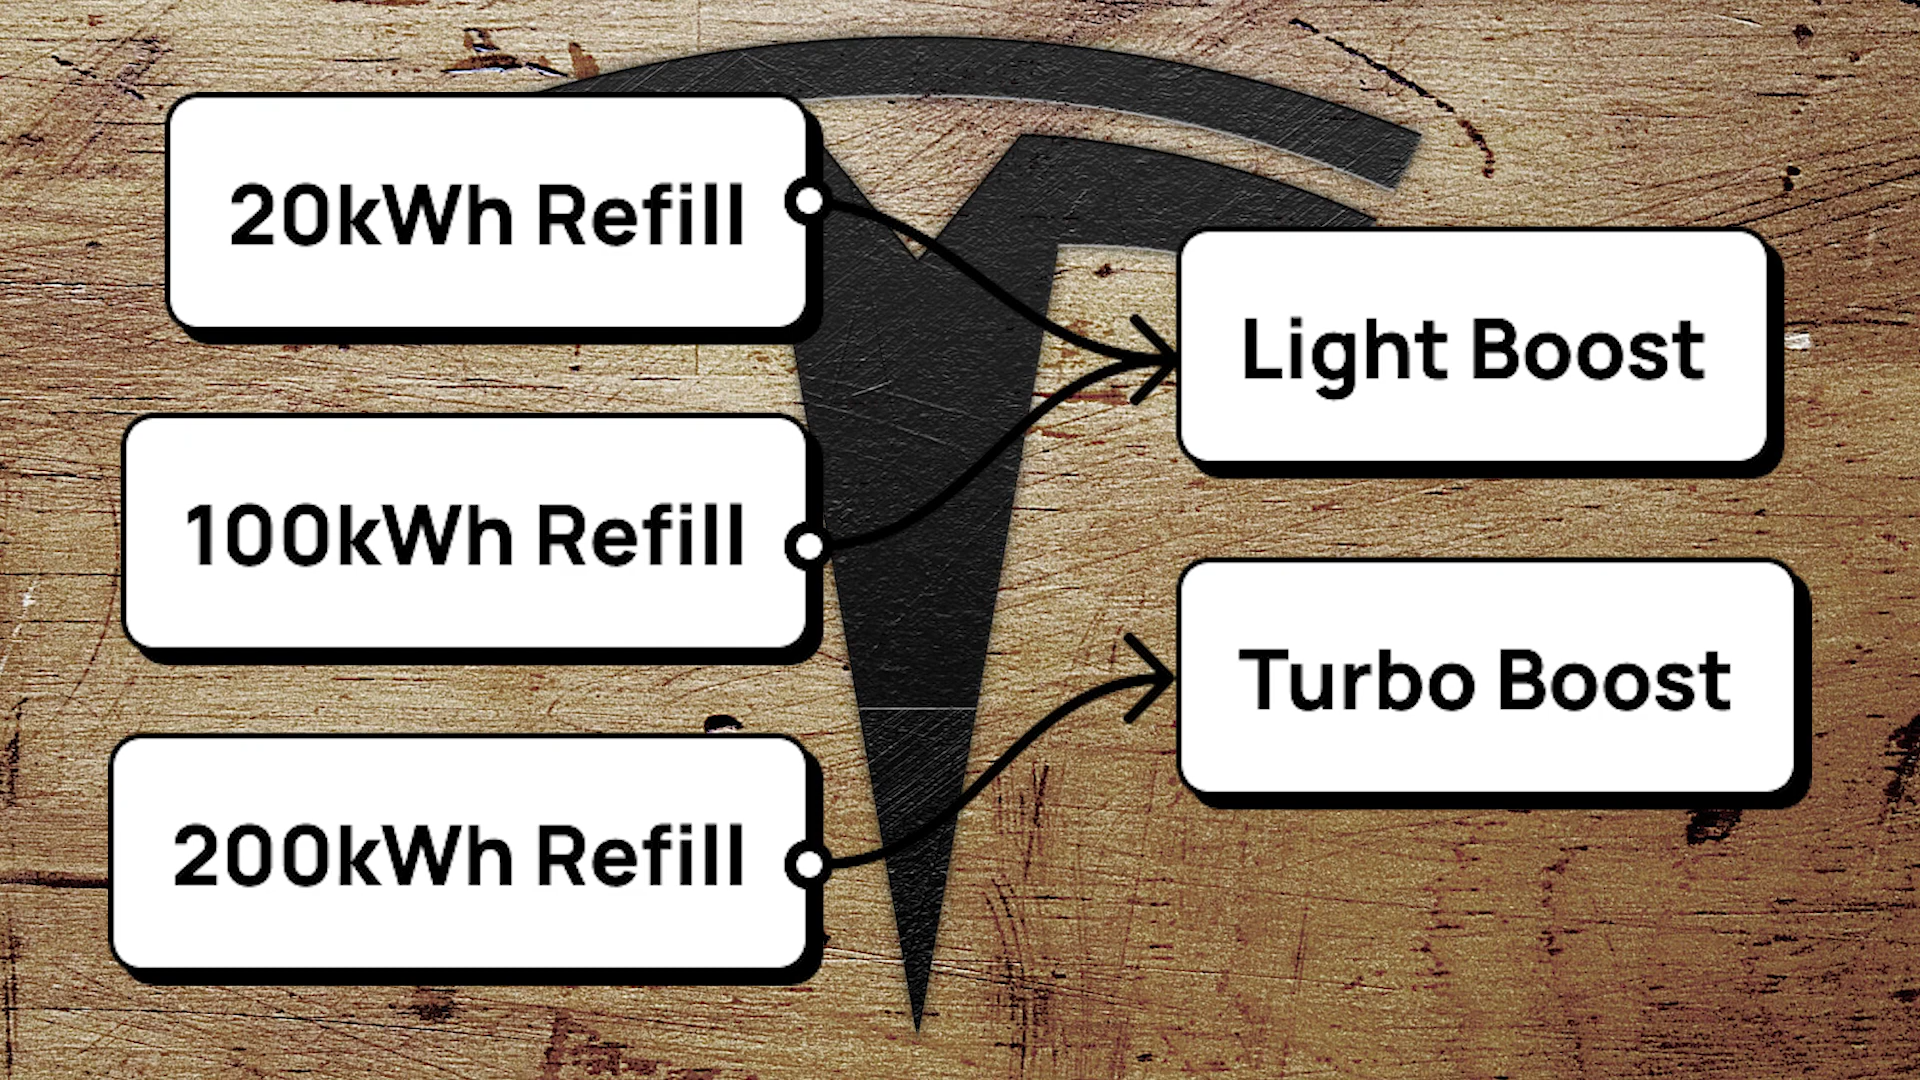 20kWh Refill
100kWh Refill
200kWh Refill
Light Boost
Turbo Boost